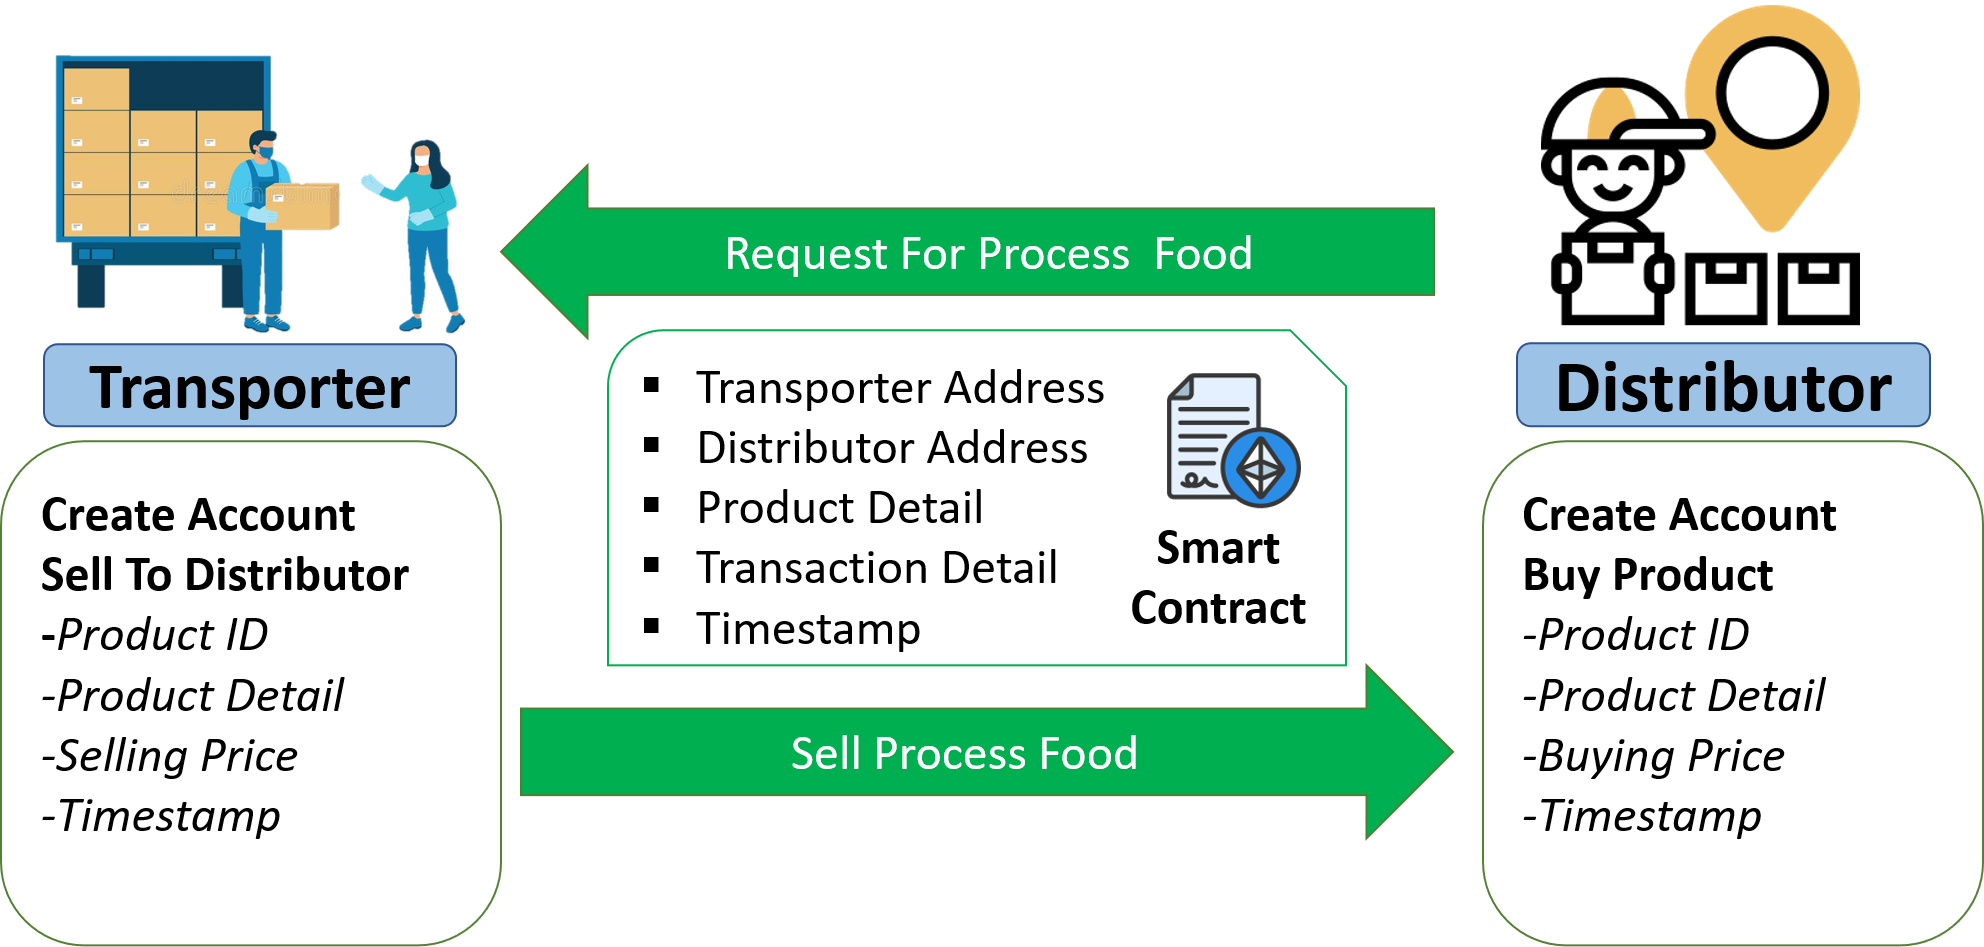 Request For Process  Food
Transporter
Distributor
▪ Transporter Address
▪ Distributor Address
▪ Product Detail
▪ Transaction Detail
▪ Timestamp
Smart
Contract
Create Account
Sell To Distributor
-Product ID
-Product Detail
-Selling Price
-Timestamp
Create Account
Buy Product
-Product ID
-Product Detail
-Buying Price
-Timestamp
Sell Process Food